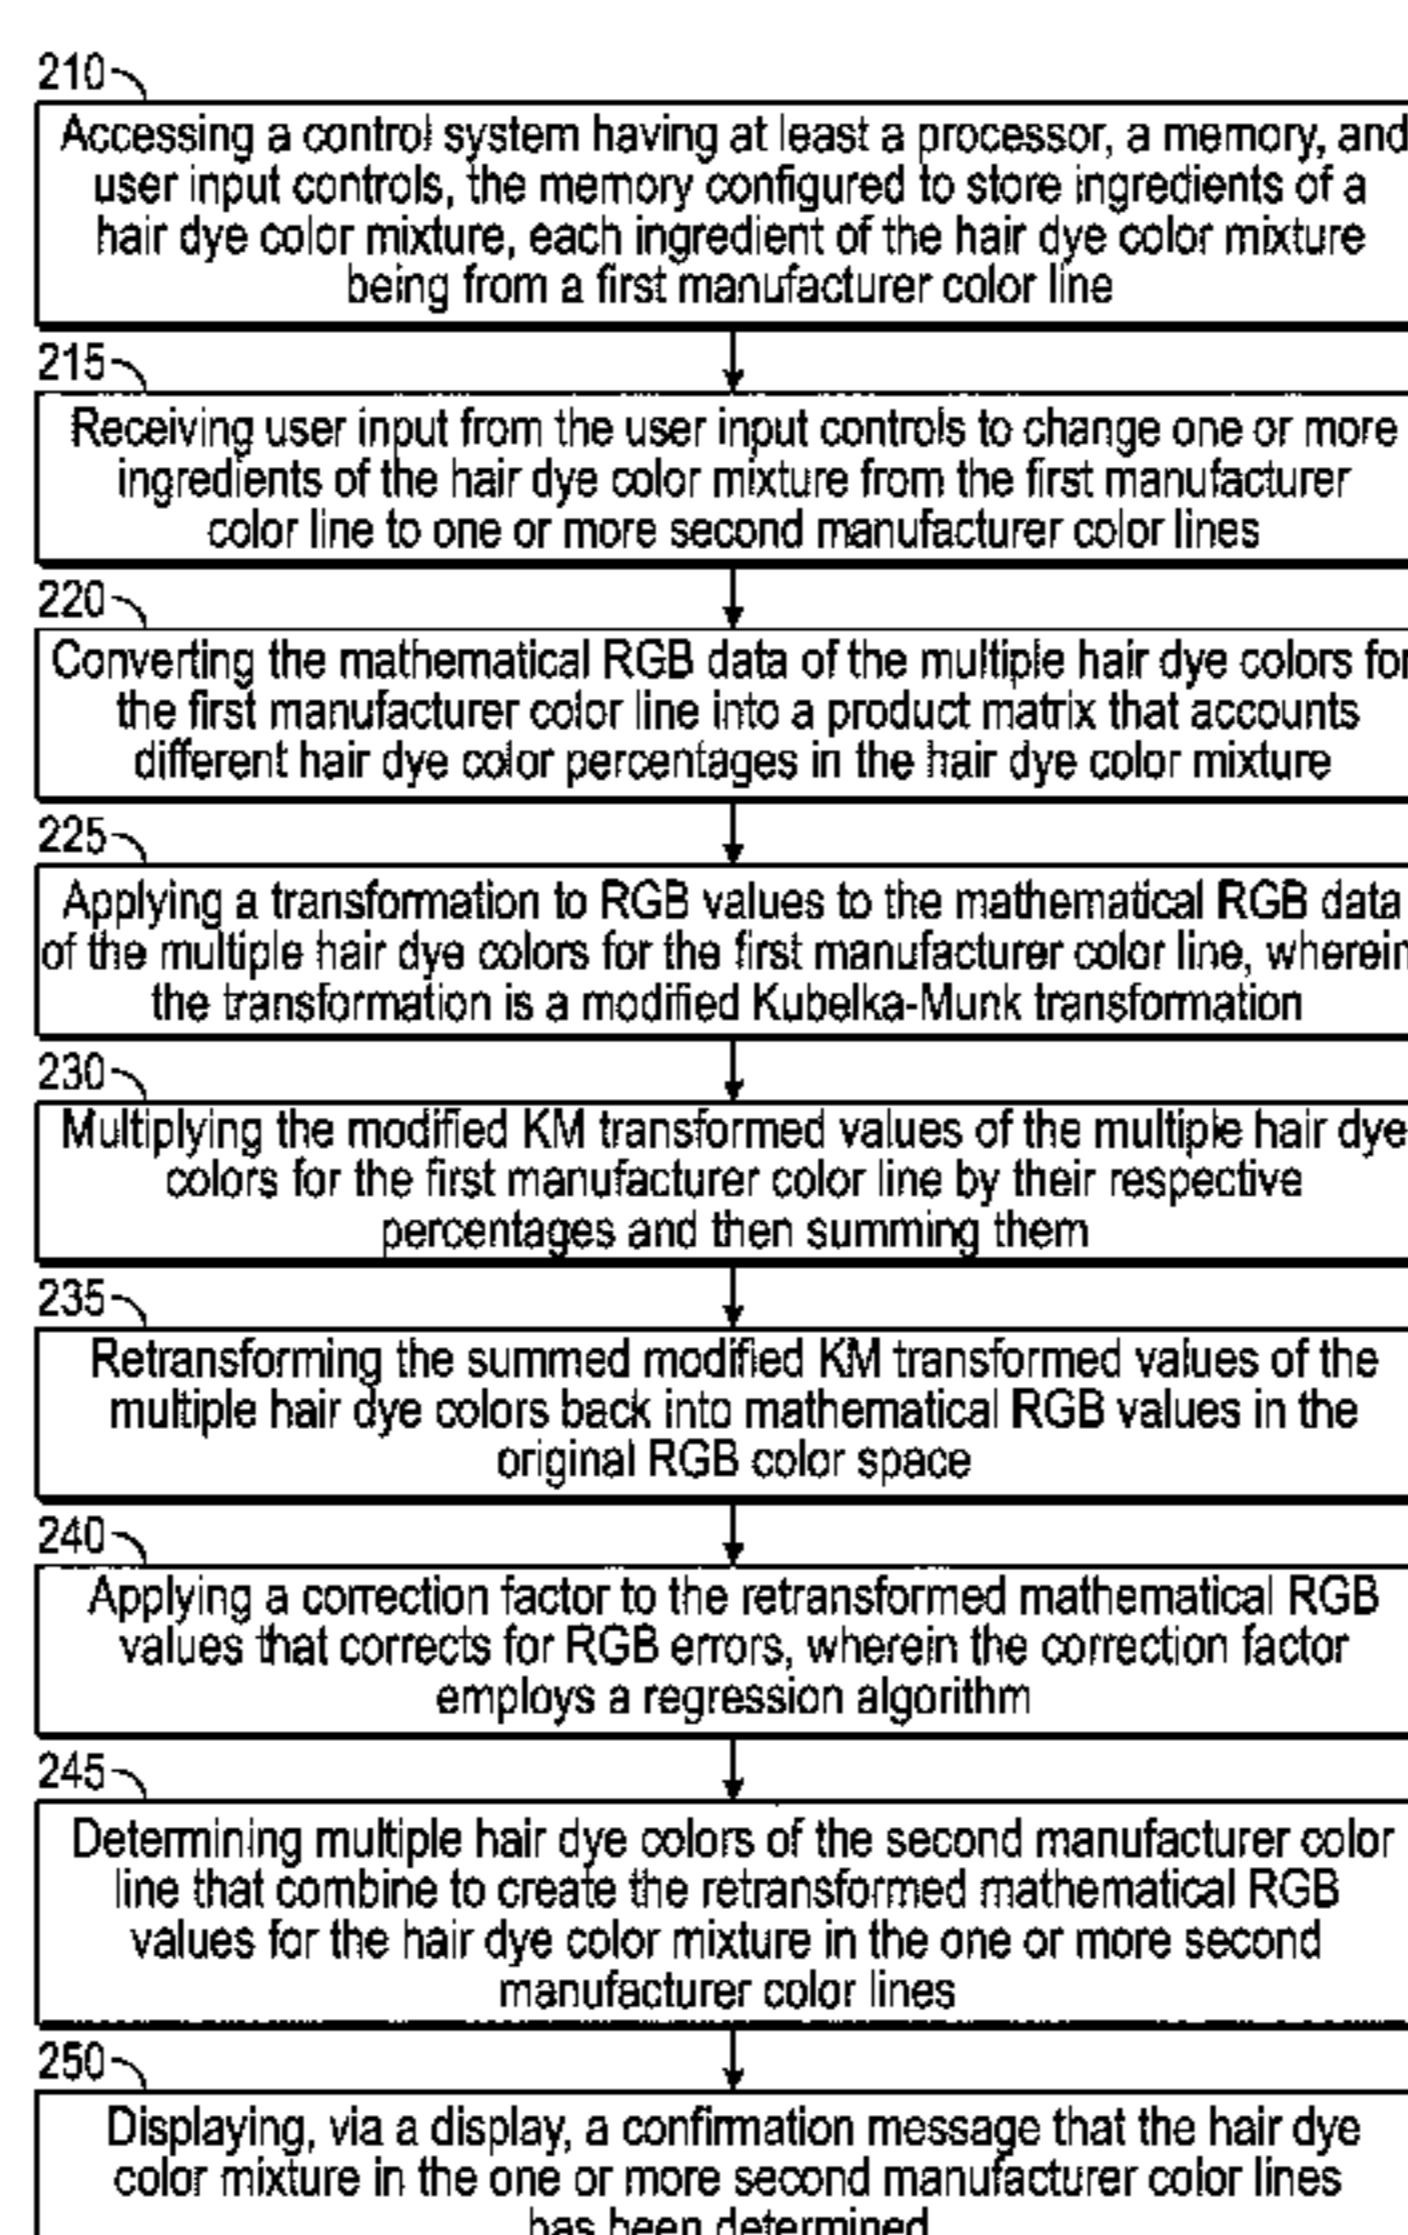 210
Accessing a control system having at least a processor, a memory, and
user input controls, the memory configured to store ingredients of a
hair dye color mixture, each ingredient of the hair dye color mixture
being from a first manufacturer color line
215
Receiving user input from the user input controls to change one or more
ingredients of the hair dye color mixture from the first manufacturer
color line to one or more second manufacturer color lines
220
Converting the mathematical RGB data of the multiple hair dye colors for
the first manufacturer color line into a product matrix that accounts
different hair dye color percentages in the hair dye color mixture
225
Applying a transformation to RGB values to the mathematical RGB data
of the multiple hair dye colors for the first manufacturer color line, wherein
the transformation is a modified Kubelka-Munk transformation
230
Multiplying the modified KM transformed values of the multiple hair dye
colors for the first manufacturer color line by their respective
percentages and then summing them
235
Retransforming the summed modified KM transformed values of the
multiple hair dye colors back into mathematical RGB values in the
original RGB color space
240
Applying a correction factor to the retransformed mathematical RGB
values that corrects for RGB errors, wherein the correction factor
employs a regression algorithm
245
Determining multiple hair dye colors of the second manufacturer color
line that combine to create the retransformed mathematical RGB
values for the hair dye color mixture in the one or more second
manufacturer color lines
250
Displaying, via a display, a confirmation message that the hair dye
color mixture in the one or more second manufacturer color lines
has been determined